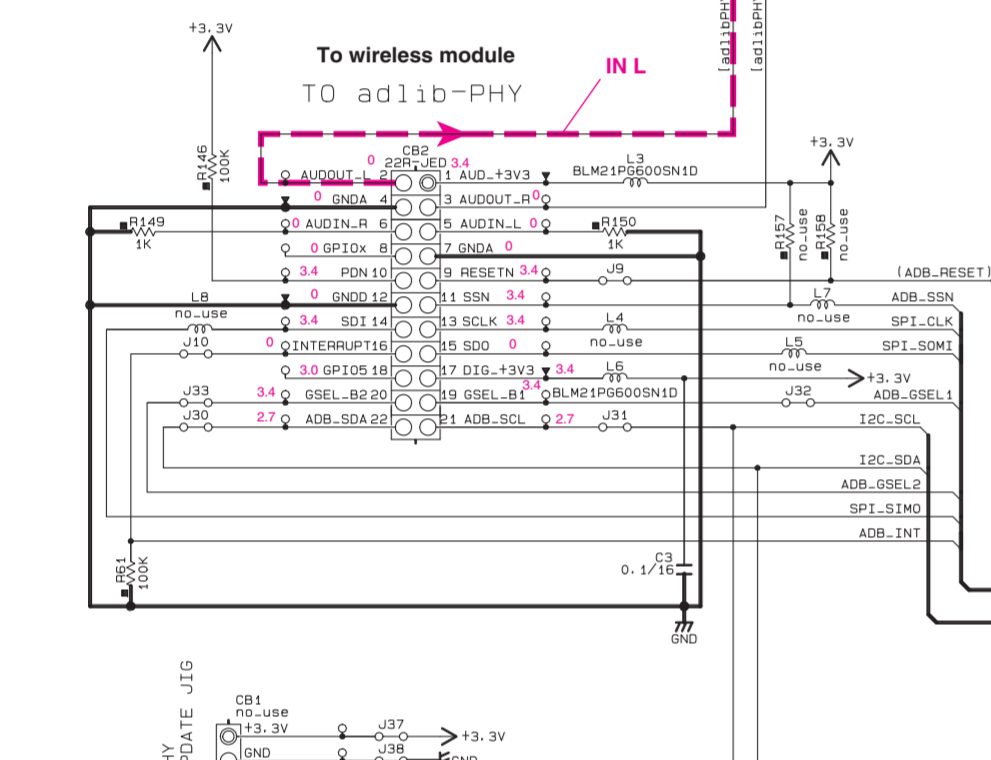 [adlibPH
[adlibPH
+3.3V
To wireless module
IN L
TO adlib-PHY
+3.3V
R146
100K
CB2
22R-JED
0
3.4
L3
BLM21PG600SN1D
AUDOUT_L 2
1 AUD_+3V3
0
GNDA 4
3 AUDOUT_R
0
R149
1K
0
AUDIN_R 6
5 AUDIN_L
0
R150
1K
R157
no_use
R158
no_use
0
GPIOx 8
7 GNDA
0
3.4
PDN 10
9 RESETN
3.4
J9
(ADB_RESET)
L8
no_use
0
GNDD 12
11 SSN
3.4
L7
no_use
ADB_SSN
3.4
SDI 14
13 SCLK
3.4
L4
no_use
SPI_CLK
J10
0
INTERRUPT16
15 SDO
0
L5
no_use
SPI_SOMI
3.0
GPIO5 18
17 DIG_+3V3
3.4
L6
BLM21PG600SN1D
+3.3V
J33
3.4
GSEL_B2 20
19 GSEL_B1
3.4
J32
ADB_GSEL1
J30
2.7
ADB_SDA 22
21 ADB_SCL
2.7
J31
I2C_SCL
I2C_SDA
ADB_GSEL2
SPI_SIMO
ADB_INT
R61
100K
C3
0.1/16
GND
PDATE JIG
HY
CB1
no_use
+3.3V
J37
+3.3V
GND
J38
GND